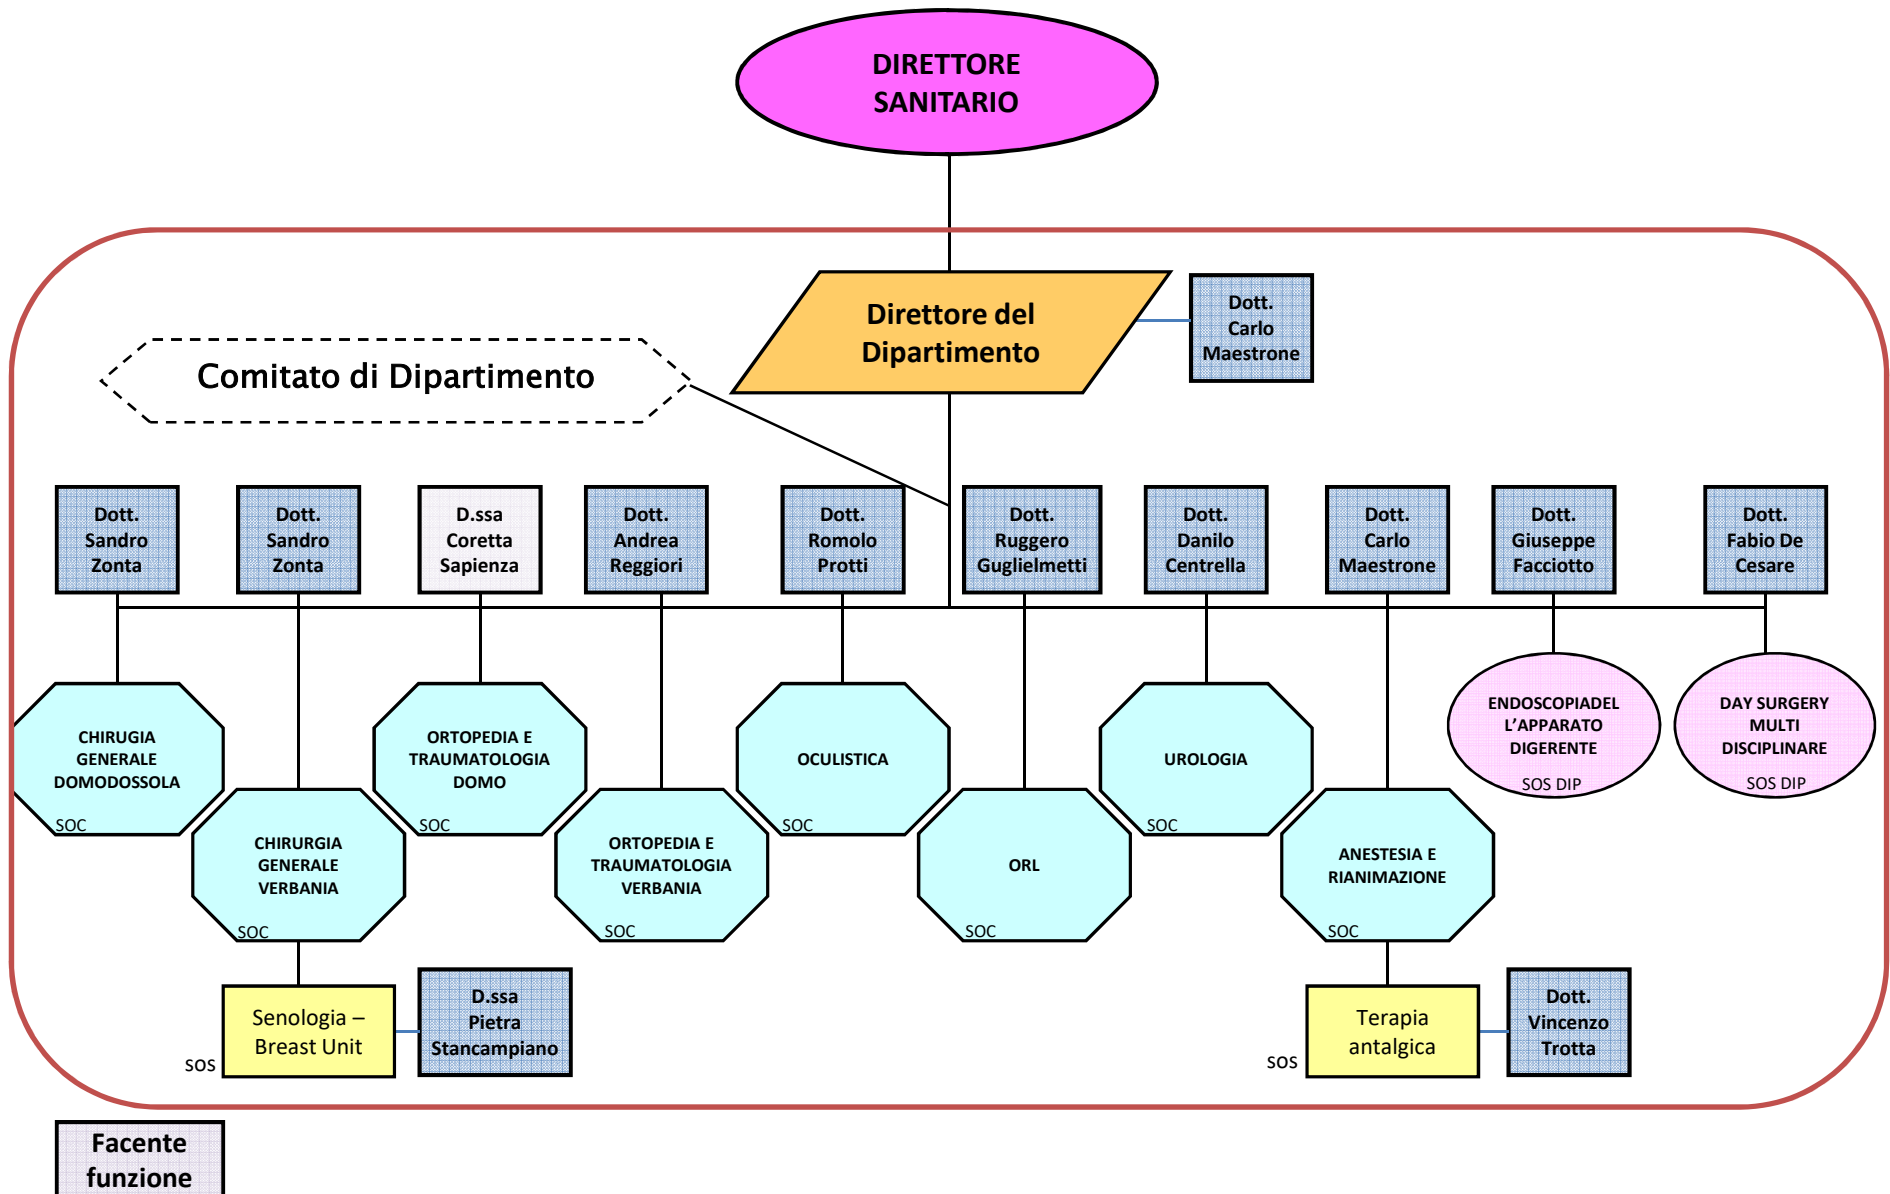 DIRETTORE
SANITARIO
Direttore del
Dipartimento
Dott.
Carlo
Maestrone
Comitato di Dipartimento
Dott.
Sandro
Zonta
Dott.
Sandro
Zonta
D.ssa
Coretta
Sapienza
Dott.
Andrea
Reggiori
Dott.
Romolo
Protti
Dott.
Ruggero
Guglielmetti
Dott.
Danilo
Centrella
Dott.
Carlo
Maestrone
Dott.
Giuseppe
Facciotto
Dott.
Fabio De
Cesare
CHIRUGIA
GENERALE
DOMODOSSOLA
SOC
CHIRURGIA
GENERALE
VERBANIA
SOC
ORTOPEDIA E
TRAUMATOLOGIA
DOMO
SOC
ORTOPEDIA E
TRAUMATOLOGIA
VERBANIA
SOC
OCULISTICA
SOC
ORL
SOC
UROLOGIA
SOC
ANESTESIA E
RIANIMAZIONE
SOC
ENDOSCOPIADEL
L’APPARATO
DIGERENTE
SOS DIP
DAY SURGERY
MULTI
DISCIPLINARE
SOS DIP
Senologia –
Breast Unit
SOS
D.ssa
Pietra
Stancampiano
Terapia
antalgica
SOS
Dott.
Vincenzo
Trotta
Facente
funzione